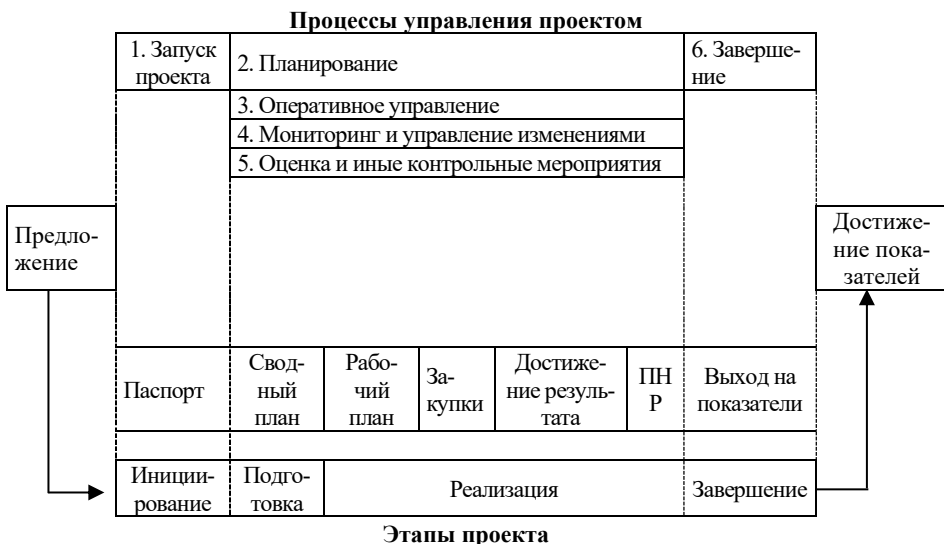 Процессы управления проектом
1. Запуск
проекта
2. Планирование
6. Заверше-
ние
3. Оперативное управление
4. Мониторинг и управление изменениями
5. Оценка и иные контрольные мероприятия
Предло-
жение
Достиже-
ние пока-
зателей
Паспорт
Свод-
ный
план
Рабо-
чий
план
За-
купки
Достиже-
ние резуль-
тата
ПН
Р
Выход на
показатели
Иниции-
рование
Подго-
товка
Реализация
Завершение
Этапы проекта